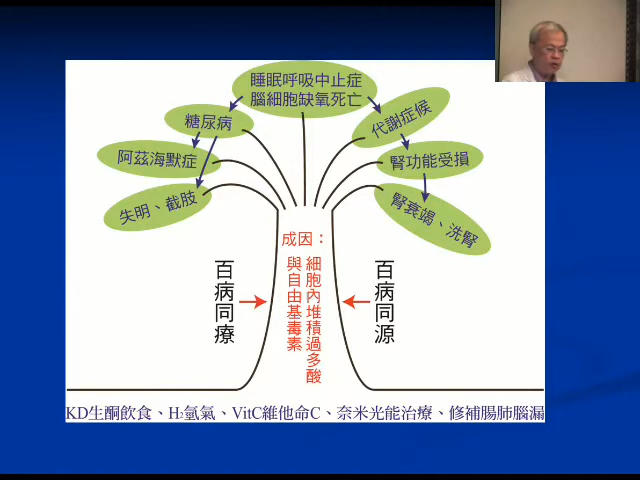 睡眠呼吸中止症
腦細胞缺氧死亡
糖尿病
代謝症候
阿茲海默症
腎功能受損
失明、截肢
腎衰竭、洗腎
成因：
細胞內堆積過多酸
與自由基毒素
百病同療
百病同源
KD生酮飲食、H2氫氣、VitC維他命C、奈米光能治療、修補腸肺腦漏